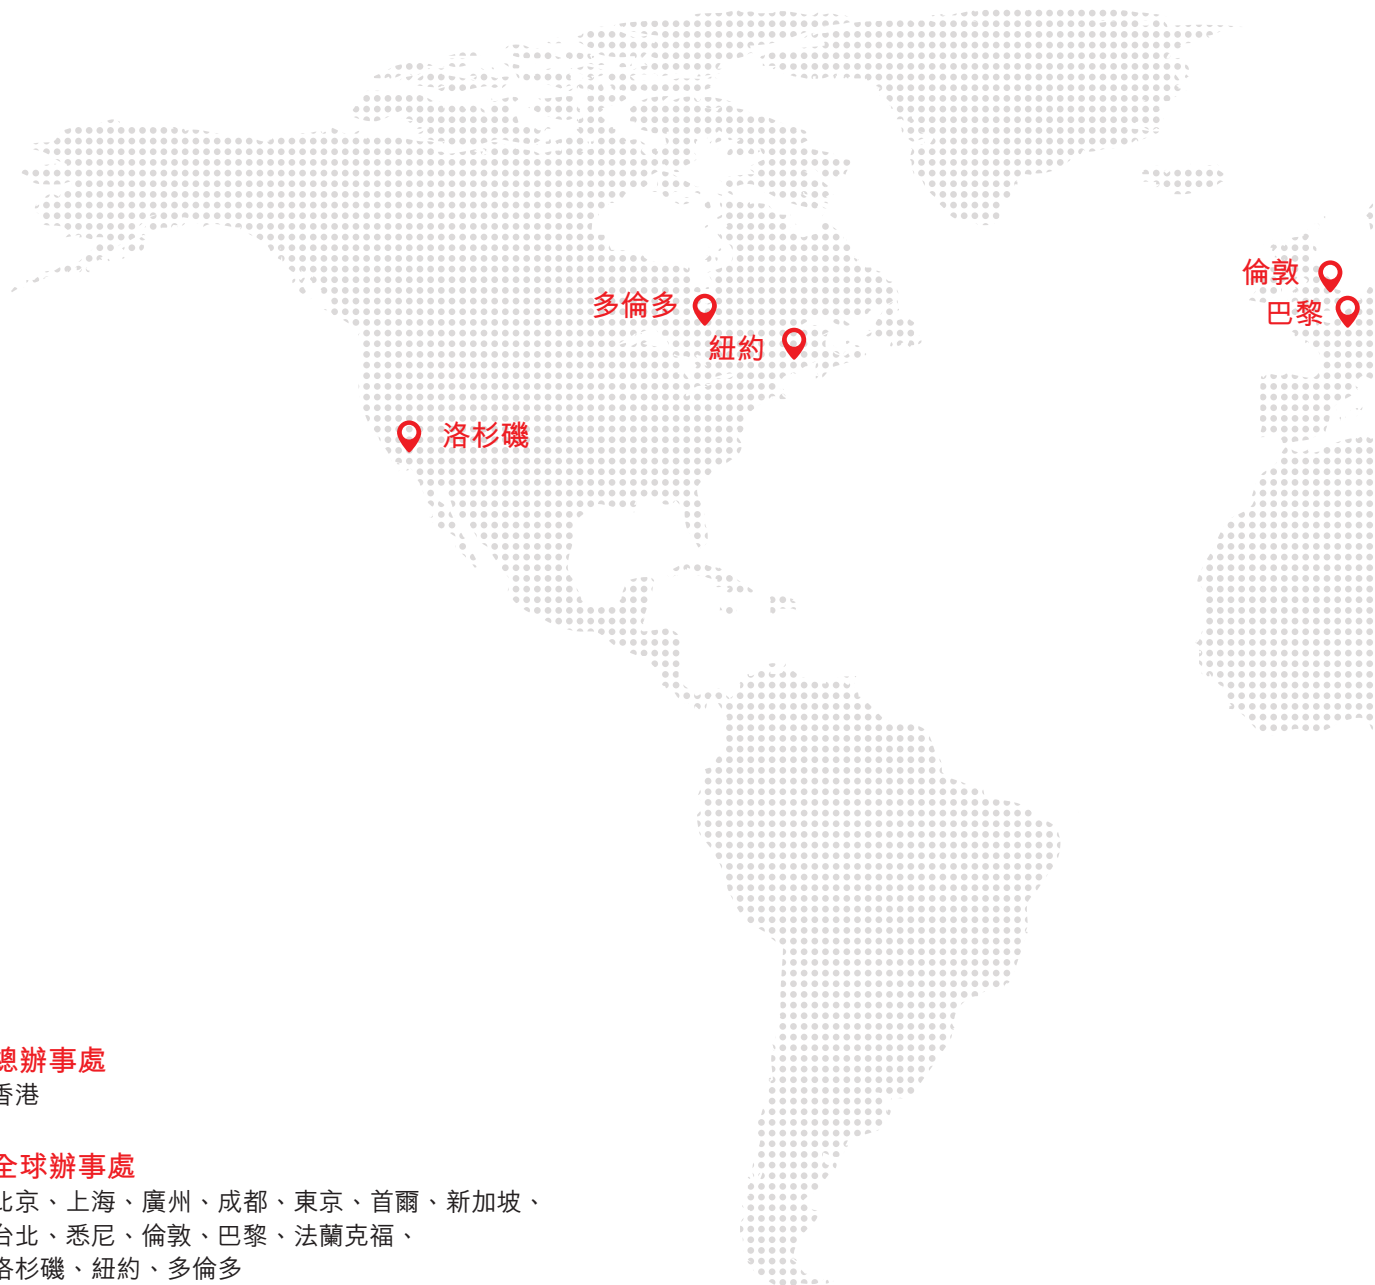 倫敦
多倫多
巴黎
紐約
洛杉磯
總辦事處
香港
全球辦事處
北京、上海、廣州、成都、東京、首爾、新加坡、
台北、悉尼、倫敦、巴黎、法蘭克福、
洛杉磯、紐約、多倫多